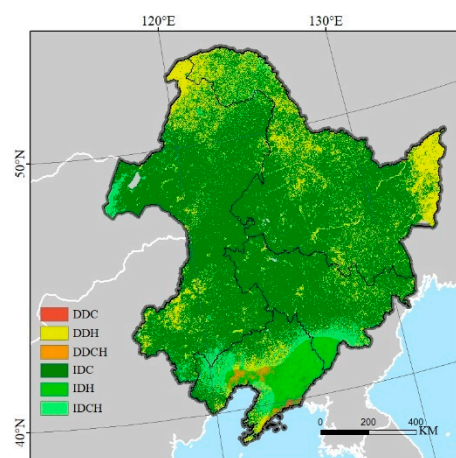 120°E 130°E
50°N
DDC
DDH
DDCH
IDC
IDH
IDCH
40°N
0 200 400
KM